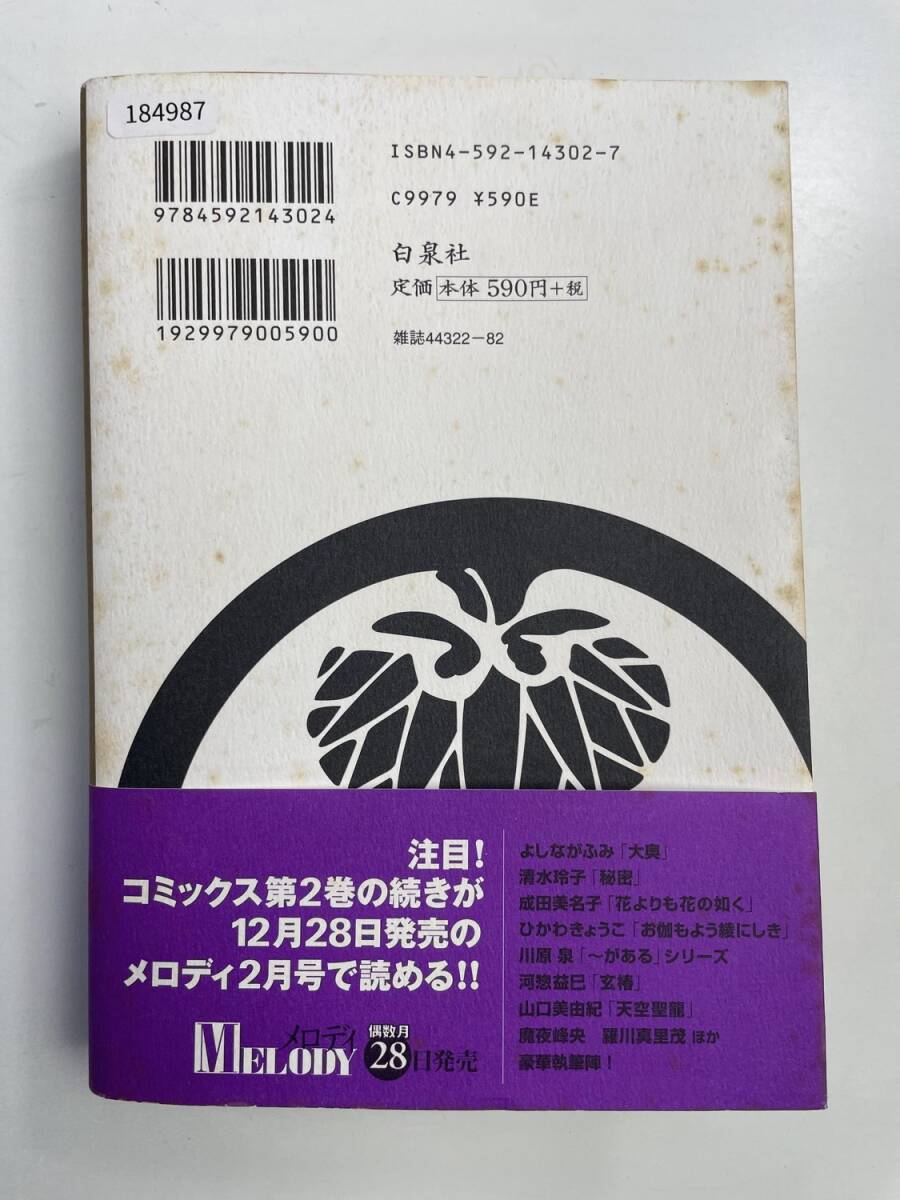 184987
ISBN4-592-14302-7
9784592143024
C9979 ¥590E
白泉社
定価 本体 590円+税
1929979005900
雑誌44322-82
注目!
コミックス第2巻の続きが
12月28日発売の
メロディ2月号で読める!!
メロディ
MELODY
偶数月
28日発売
よしながふみ「大奥」
清水玲子「秘密」
成田美名子「花よりも花の如く」
ひかわきょうこ「お伽もよう綾にしき」
川原 泉「〜がある」シリーズ
河惣益巳「玄椿」
山口美由紀「天空聖龍」
魔夜峰央 羅川真里茂 ほか
豪華執筆陣!